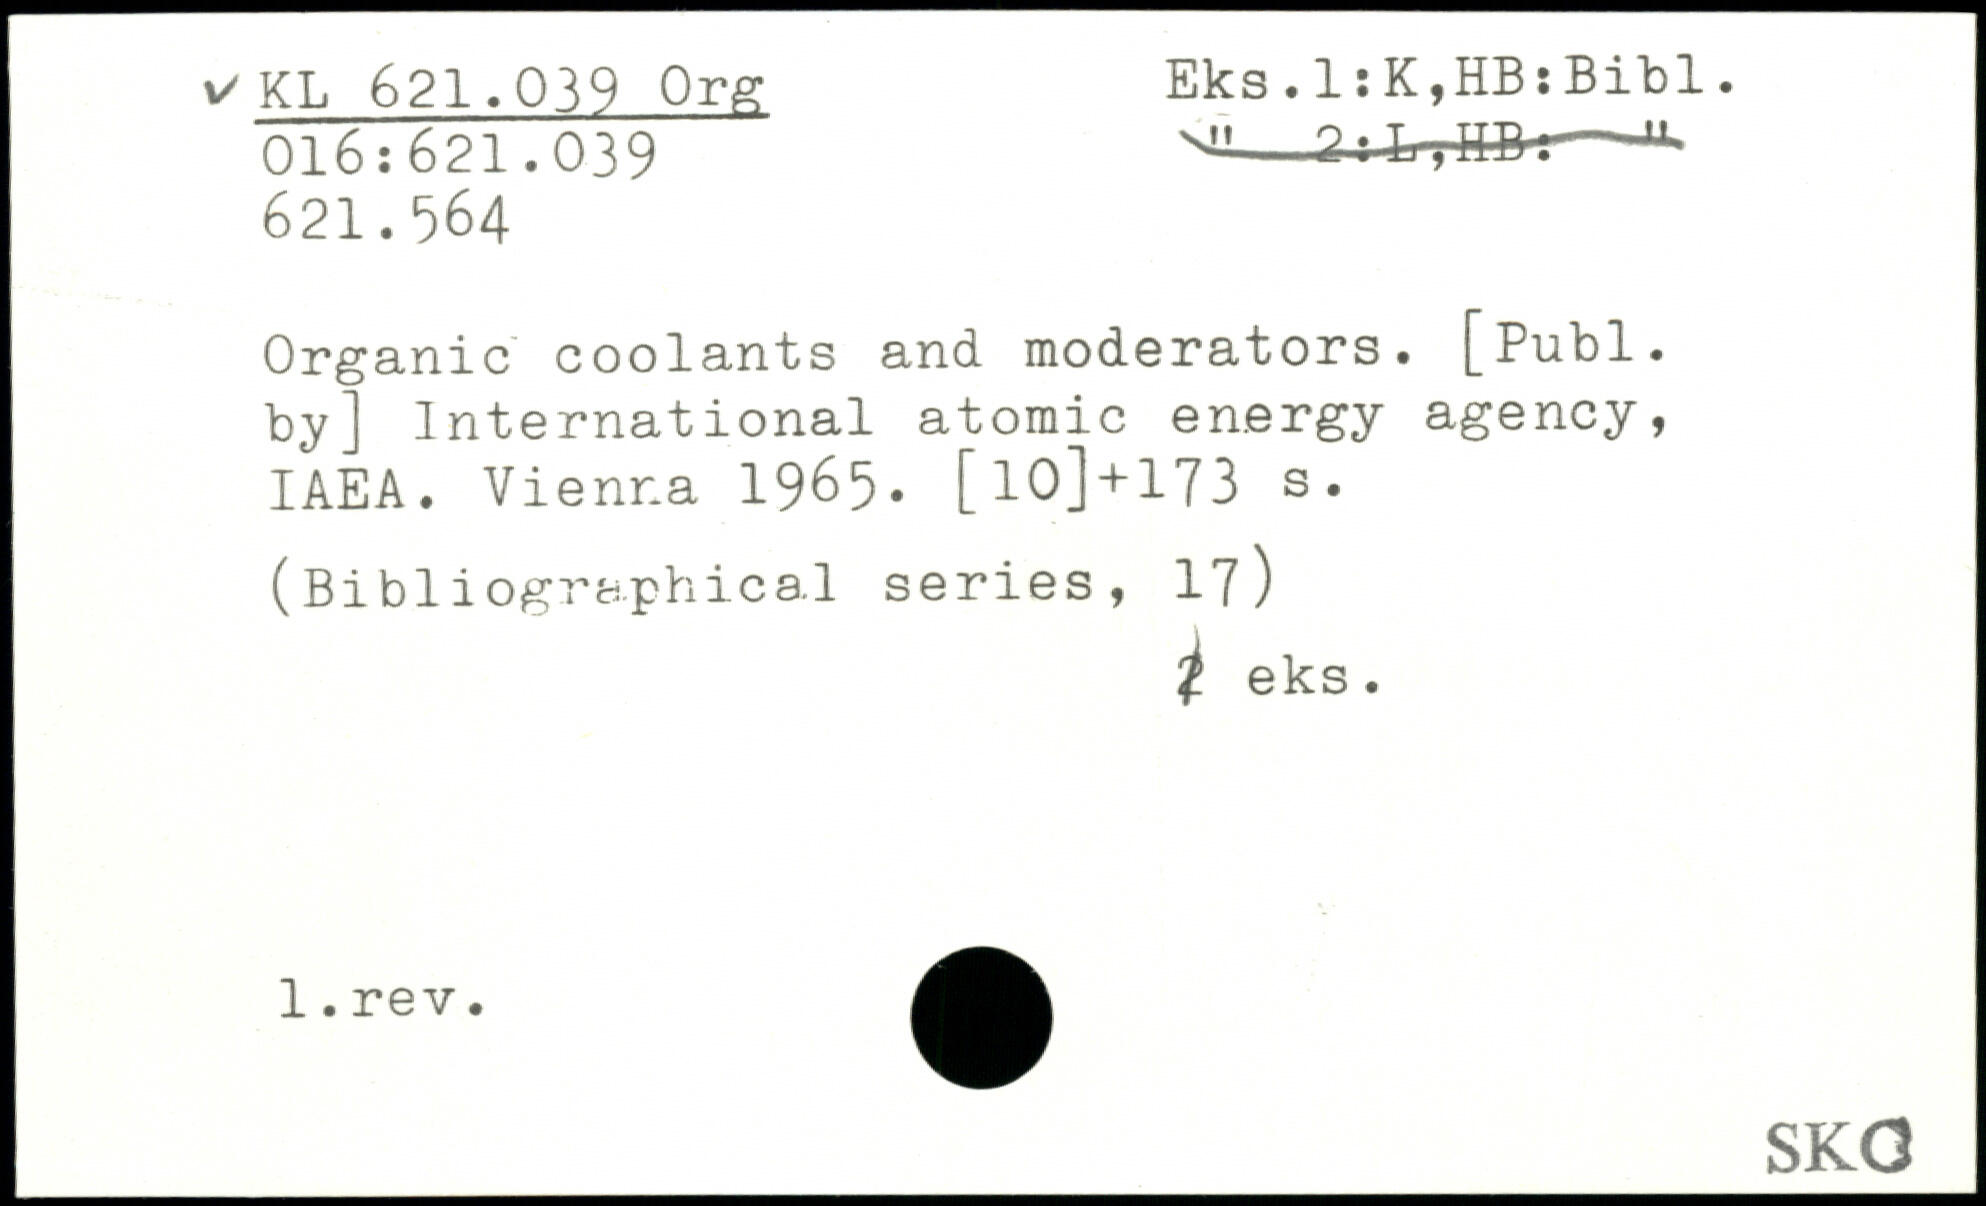 ✓ KL 621.039 Org
Eks.1:K,HB:Bibl.
" 2:L,HB: "
016:621.039
621.564
Organic coolants and moderators. [Publ.
by] International atomic energy agency,
IAEA. Vienna 1965. [10]+173 s.
(Bibliographical series, 17)
eks.
1.rev.